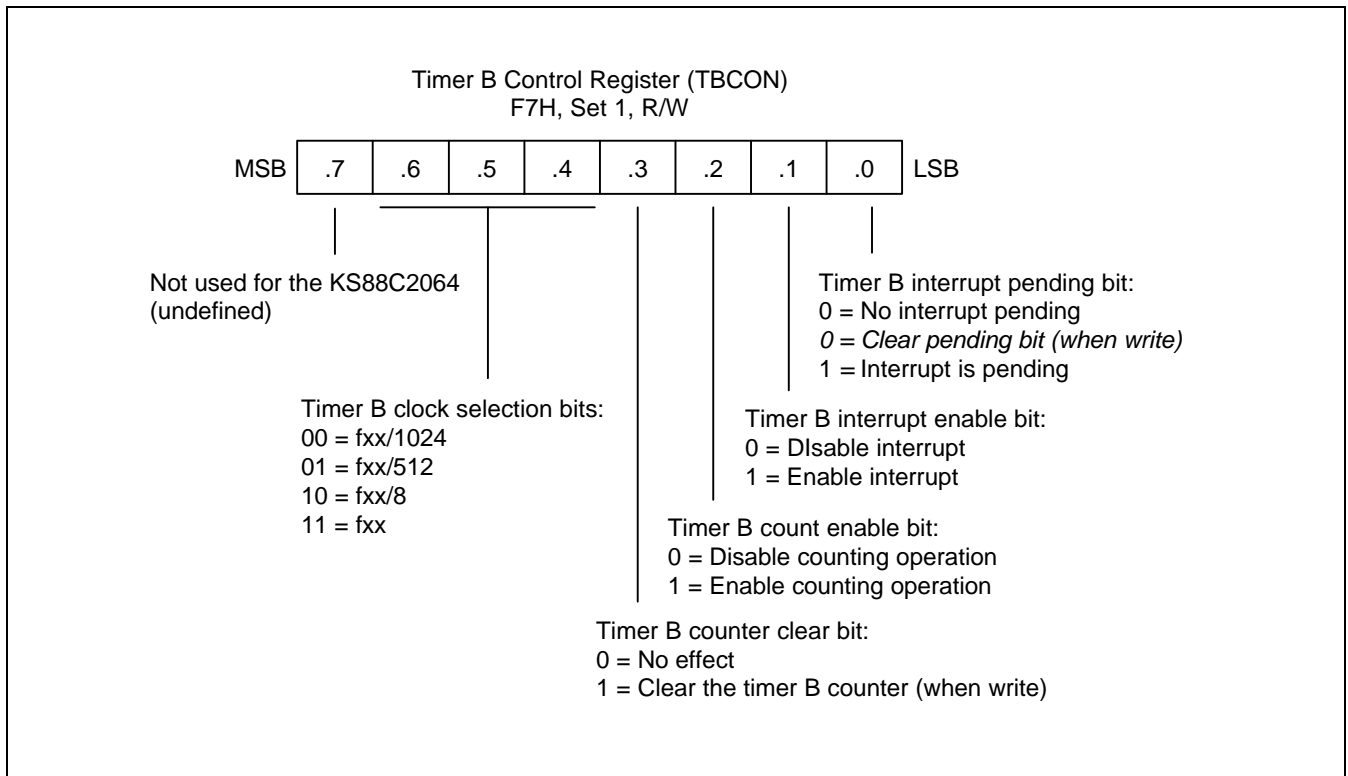 Timer B Control Register (TBCON)
F7H, Set 1, R/W
MSB .7 .6 .5 .4 .3 .2 .1 .0 LSB
Not used for the KS88C2064
(undefined)
Timer B interrupt pending bit:
0 = No interrupt pending
0 = Clear pending bit (when write)
1 = Interrupt is pending
Timer B clock selection bits:
00 = fxx/1024
01 = fxx/512
10 = fxx/8
11 = fxx
Timer B interrupt enable bit:
0 = DIsable interrupt
1 = Enable interrupt
Timer B count enable bit:
0 = Disable counting operation
1 = Enable counting operation
Timer B counter clear bit:
0 = No effect
1 = Clear the timer B counter (when write)